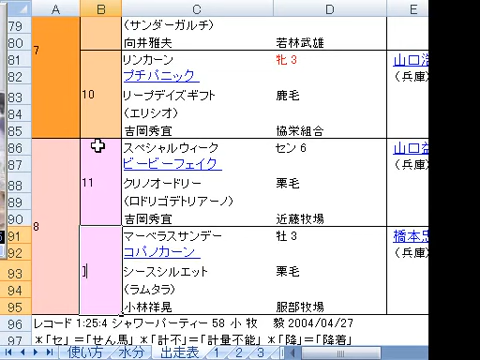 A B C D E
79 (サンダーガルチ)
80 向井雅夫 若林武雄
7
81 リンカーン 牝 3
82 プチパニック (兵庫)
10
83 リープデイズギフト 鹿毛
84 (エリシオ)
85 吉岡秀宣 協栄組合
86 スペシャルウィーク セン 6
87 ビービーフェイク (兵庫)
11
88 クリノオードリー 栗毛
89 (ロドリゴデトリアーノ)
8
90 吉岡秀宣 近藤牧場
91 マーベラスサンデー 牡 3 橋本忠
92 コパノカーン (兵庫)
93 シースシルエット 栗毛
94 (ラムタラ)
95 小林祥晃 服部牧場
96 レコード 1:25:4 シャワーパーティー 58 小 牧 毅 2004/04/27
97 *「セ」=「せん馬」 *「計不」=「計量不能」 *「降」=「降着」
使い方 水分 出走表 1 2 3